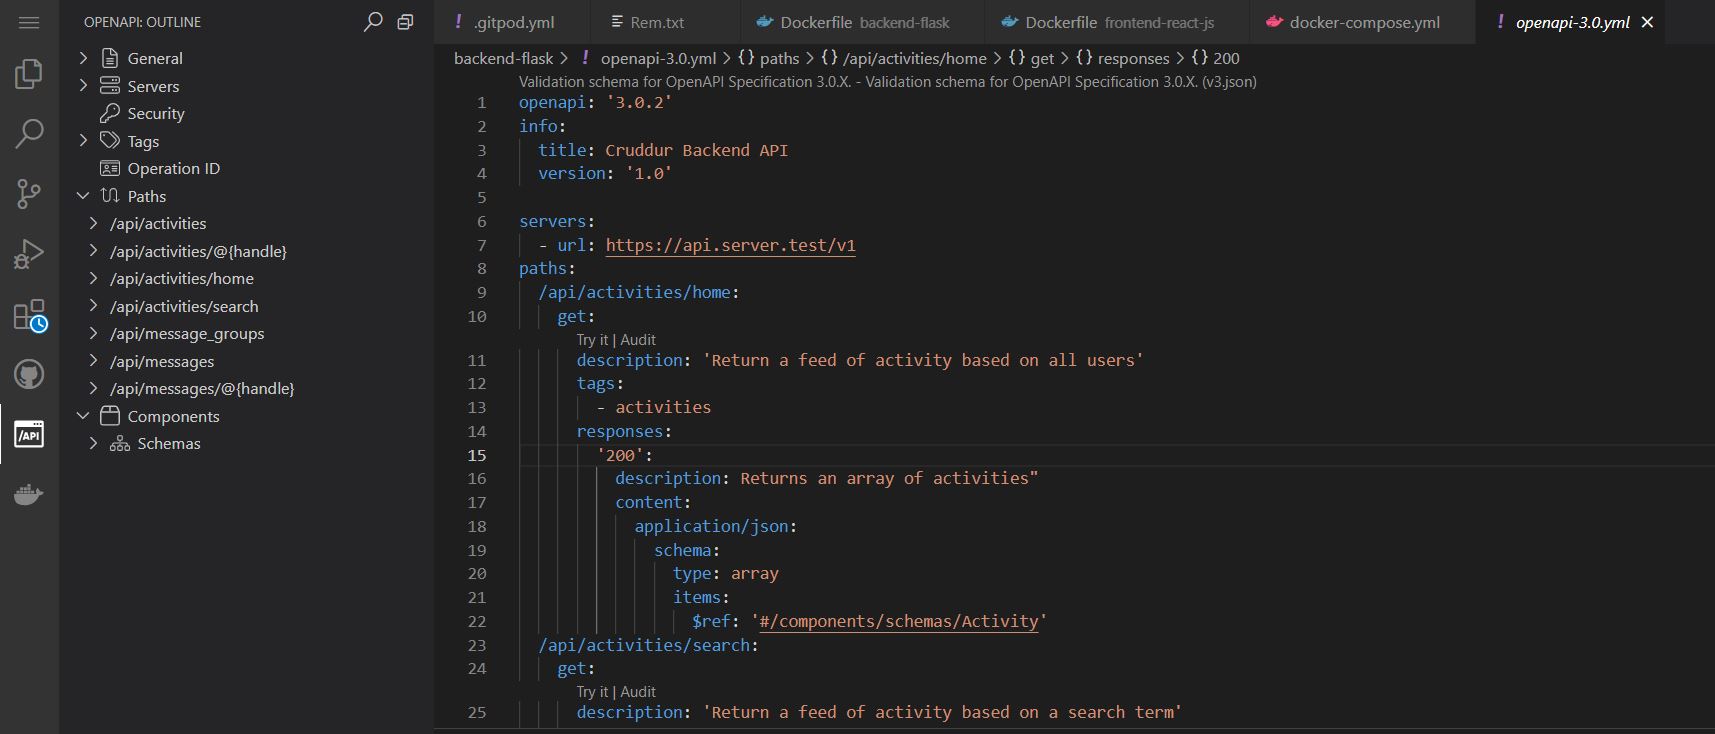 OPENAPI: OUTLINE
General
Servers
Security
Tags
Operation ID
Paths
/api/activities
/api/activities/@{handle}
/api/activities/home
/api/activities/search
/api/message_groups
/api/messages
/api/messages/@{handle}
Components
Schemas
/API
! .gitpod.yml
Rem.txt
Dockerfile backend-flask
Dockerfile frontend-react-js
docker-compose.yml
! openapi-3.0.yml ×
backend-flask > ! openapi-3.0.yml > {} paths > {} /api/activities/home > {} get > {} responses > {} 200
Validation schema for OpenAPI Specification 3.0.X. - Validation schema for OpenAPI Specification 3.0.X. (v3.json)
1 openapi: '3.0.2'
2 info:
3 title: Cruddur Backend API
4 version: '1.0'
5
6 servers:
7 - url: https://api.server.test/v1
8 paths:
9 /api/activities/home:
10 get:
Try it | Audit
11 description: 'Return a feed of activity based on all users'
12 tags:
13 - activities
14 responses:
15 '200':
16 description: Returns an array of activities"
17 content:
18 application/json:
19 schema:
20 type: array
21 items:
22 $ref: '#/components/schemas/Activity'
23 /api/activities/search:
24 get:
Try it | Audit
25 description: 'Return a feed of activity based on a search term'